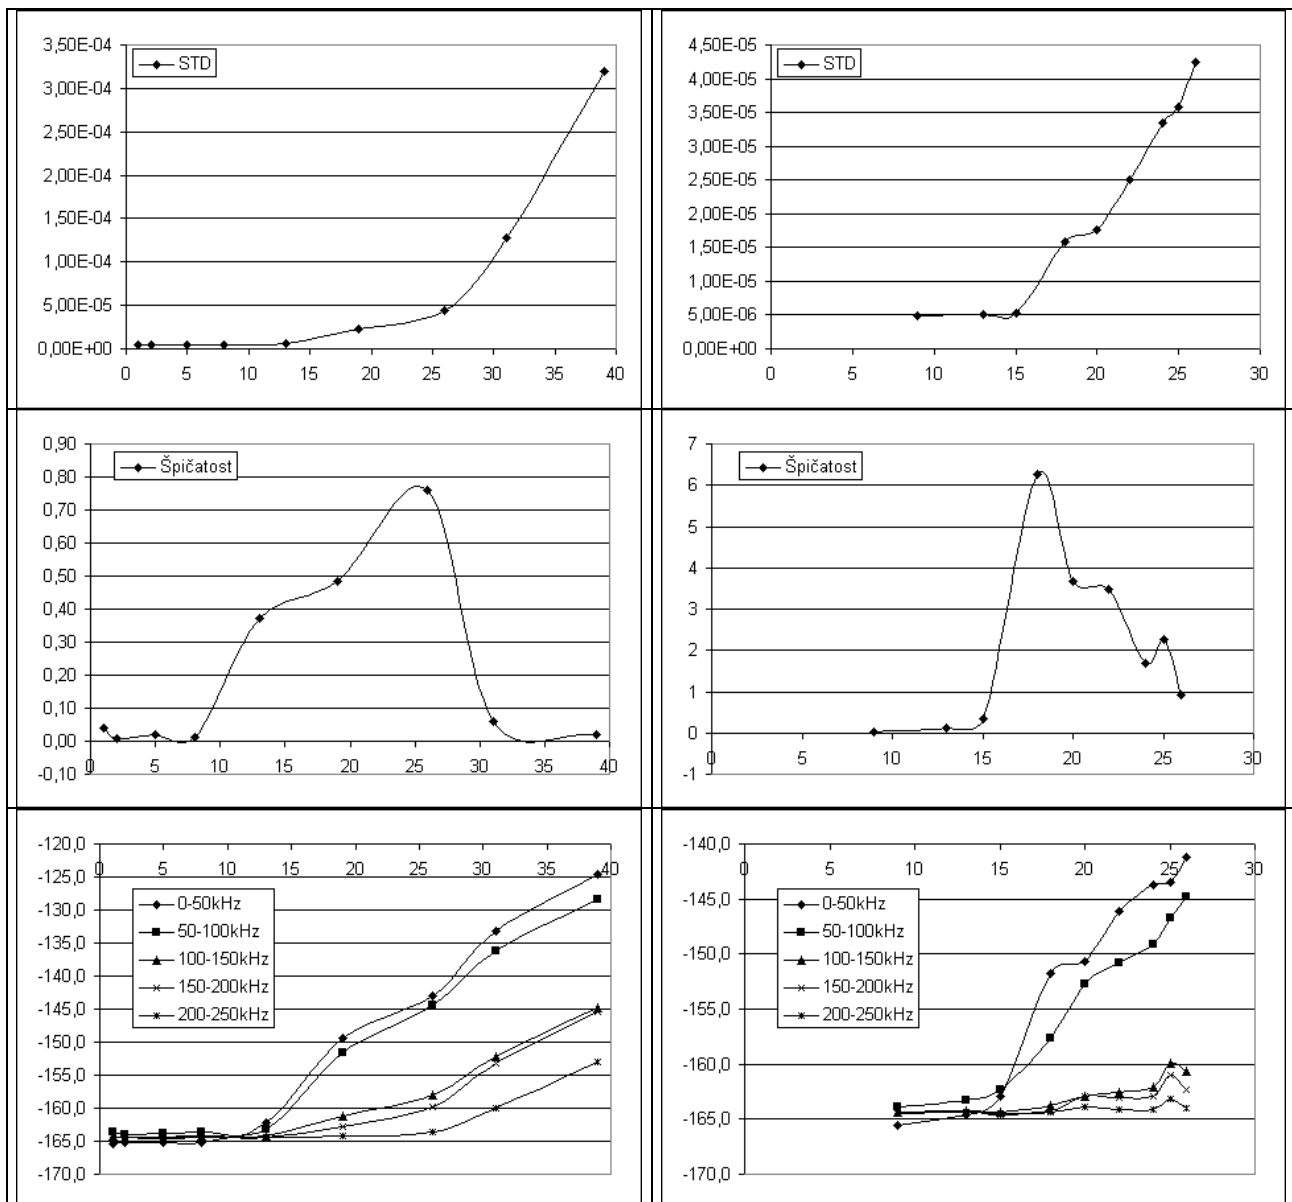 3,50E-04
3,00E-04
2,50E-04
2,00E-04
1,50E-04
1,00E-04
5,00E-05
0,00E+00
STD
0 5 10 15 20 25 30 35 40
4,50E-05
4,00E-05
3,50E-05
3,00E-05
2,50E-05
2,00E-05
1,50E-05
1,00E-05
5,00E-06
0,00E+00
STD
0 5 10 15 20 25 30
0,90
0,80
0,70
0,60
0,50
0,40
0,30
0,20
0,10
0,00
-0,10
Špičatost
0 5 10 15 20 25 30 35 40
7
6
5
4
3
2
1
0
-1
Špičatost
0 5 10 15 20 25 30
-120,0
-125,0
-130,0
-135,0
-140,0
-145,0
-150,0
-155,0
-160,0
-165,0
-170,0
0 5 10 15 20 25 30 35 40
0-50kHz
50-100kHz
100-150kHz
150-200kHz
200-250kHz
-140,0
-145,0
-150,0
-155,0
-160,0
-165,0
-170,0
0 5 10 15 20 25 30
0-50kHz
50-100kHz
100-150kHz
150-200kHz
200-250kHz